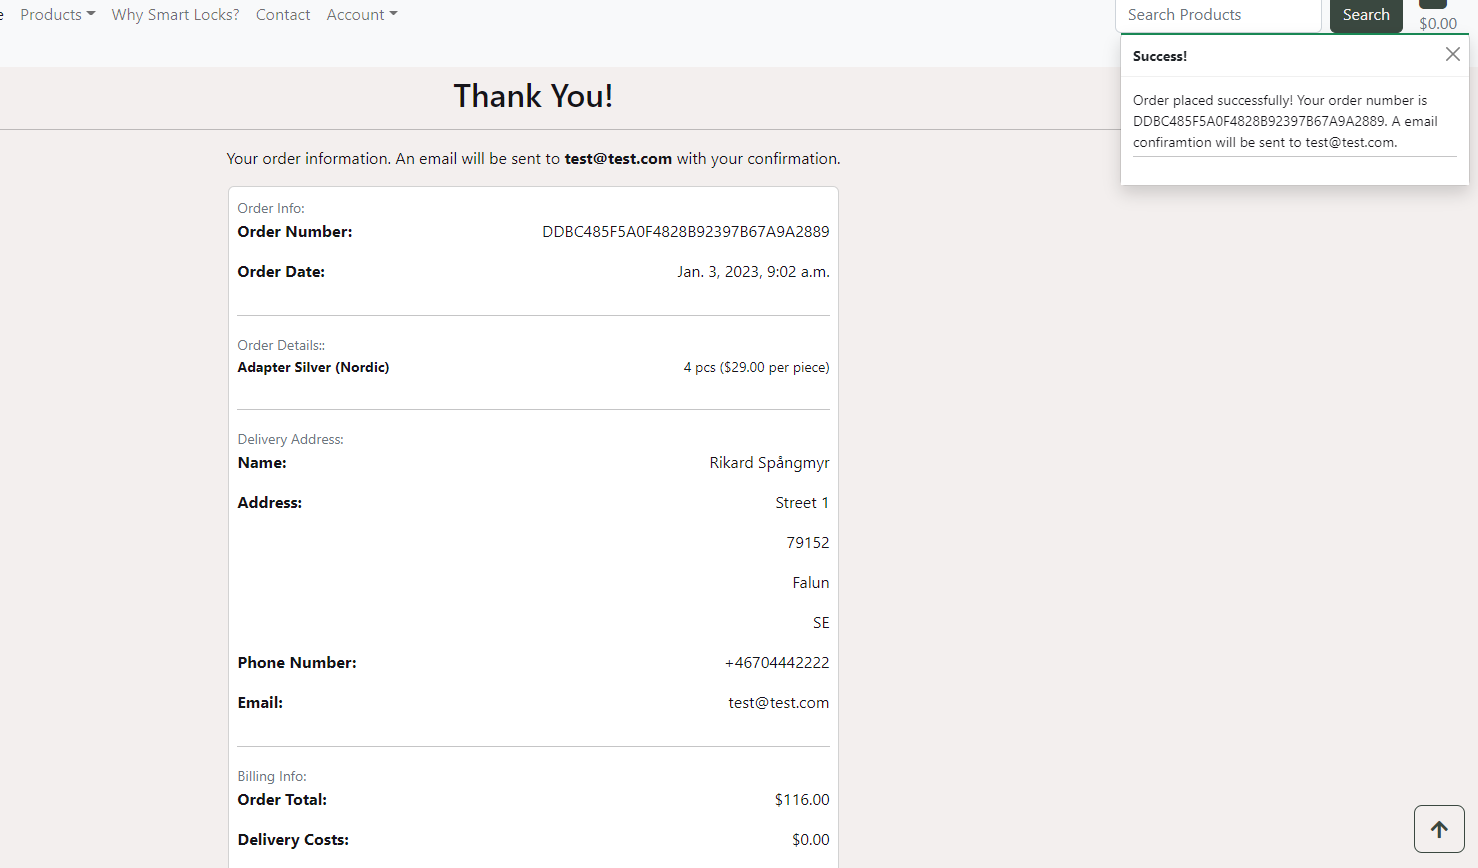 Products Why Smart Locks? Contact Account Search Products Search $0.00
Success!
Order placed successfully! Your order number is
DDBC485F5A0F4828B92397B67A9A2889. A email
confiramtion will be sent to test@test.com.
Thank You!
Your order information. An email will be sent to test@test.com with your confirmation.
Order Info:
Order Number: DDBC485F5A0F4828B92397B67A9A2889
Order Date: Jan. 3, 2023, 9:02 a.m.
Order Details::
Adapter Silver (Nordic) 4 pcs ($29.00 per piece)
Delivery Address:
Name: Rikard Spångmyr
Address: Street 1
79152
Falun
SE
Phone Number: +46704442222
Email: test@test.com
Billing Info:
Order Total: $116.00
Delivery Costs: $0.00